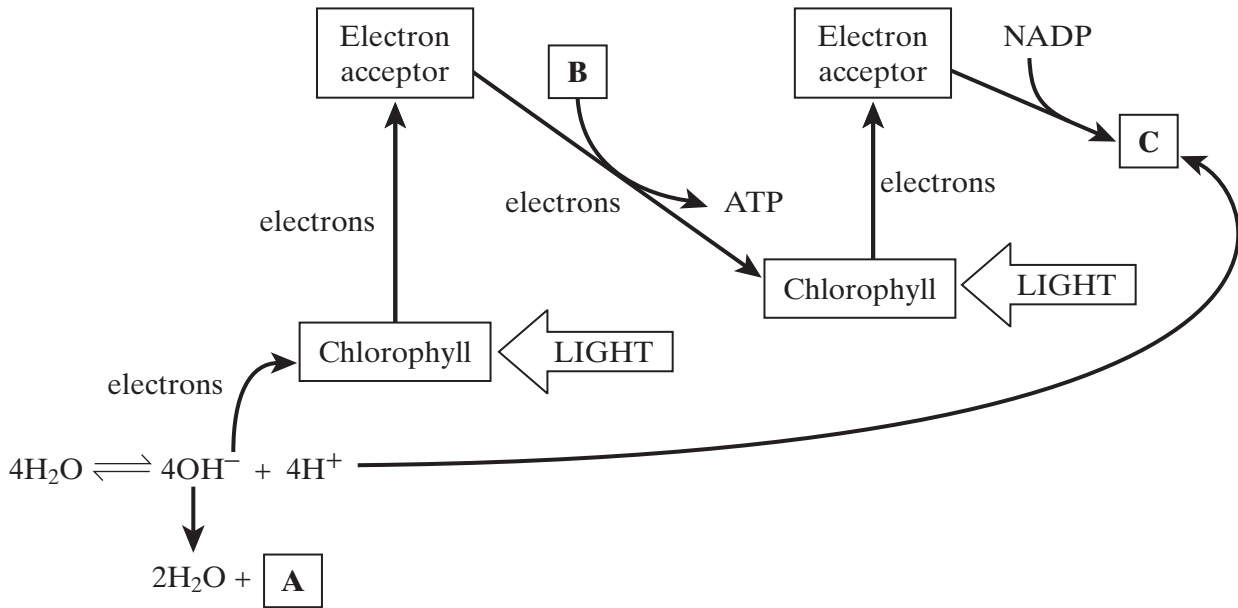 Electron
acceptor
B
Electron
acceptor
NADP
C
electrons
electrons
ATP
electrons
Chlorophyll
LIGHT
Chlorophyll
LIGHT
electrons
4H₂O ⇌ 4OH⁻ + 4H⁺
2H₂O + A